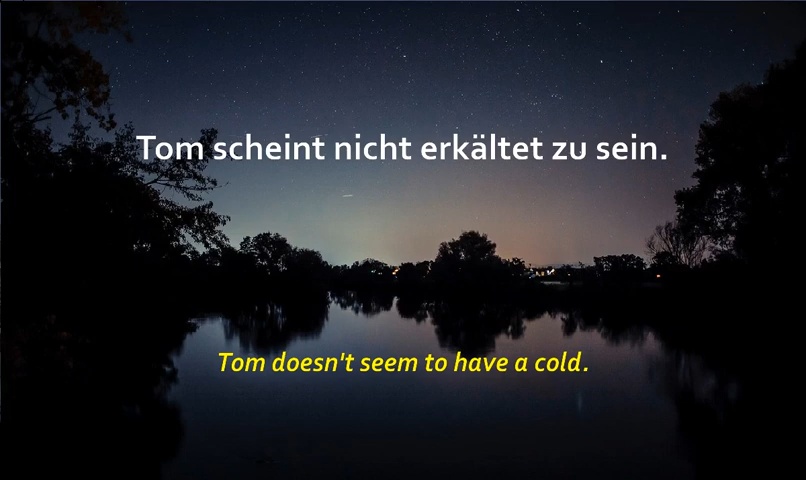 Tom scheint nicht erkältet zu sein.
Tom doesn't seem to have a cold.